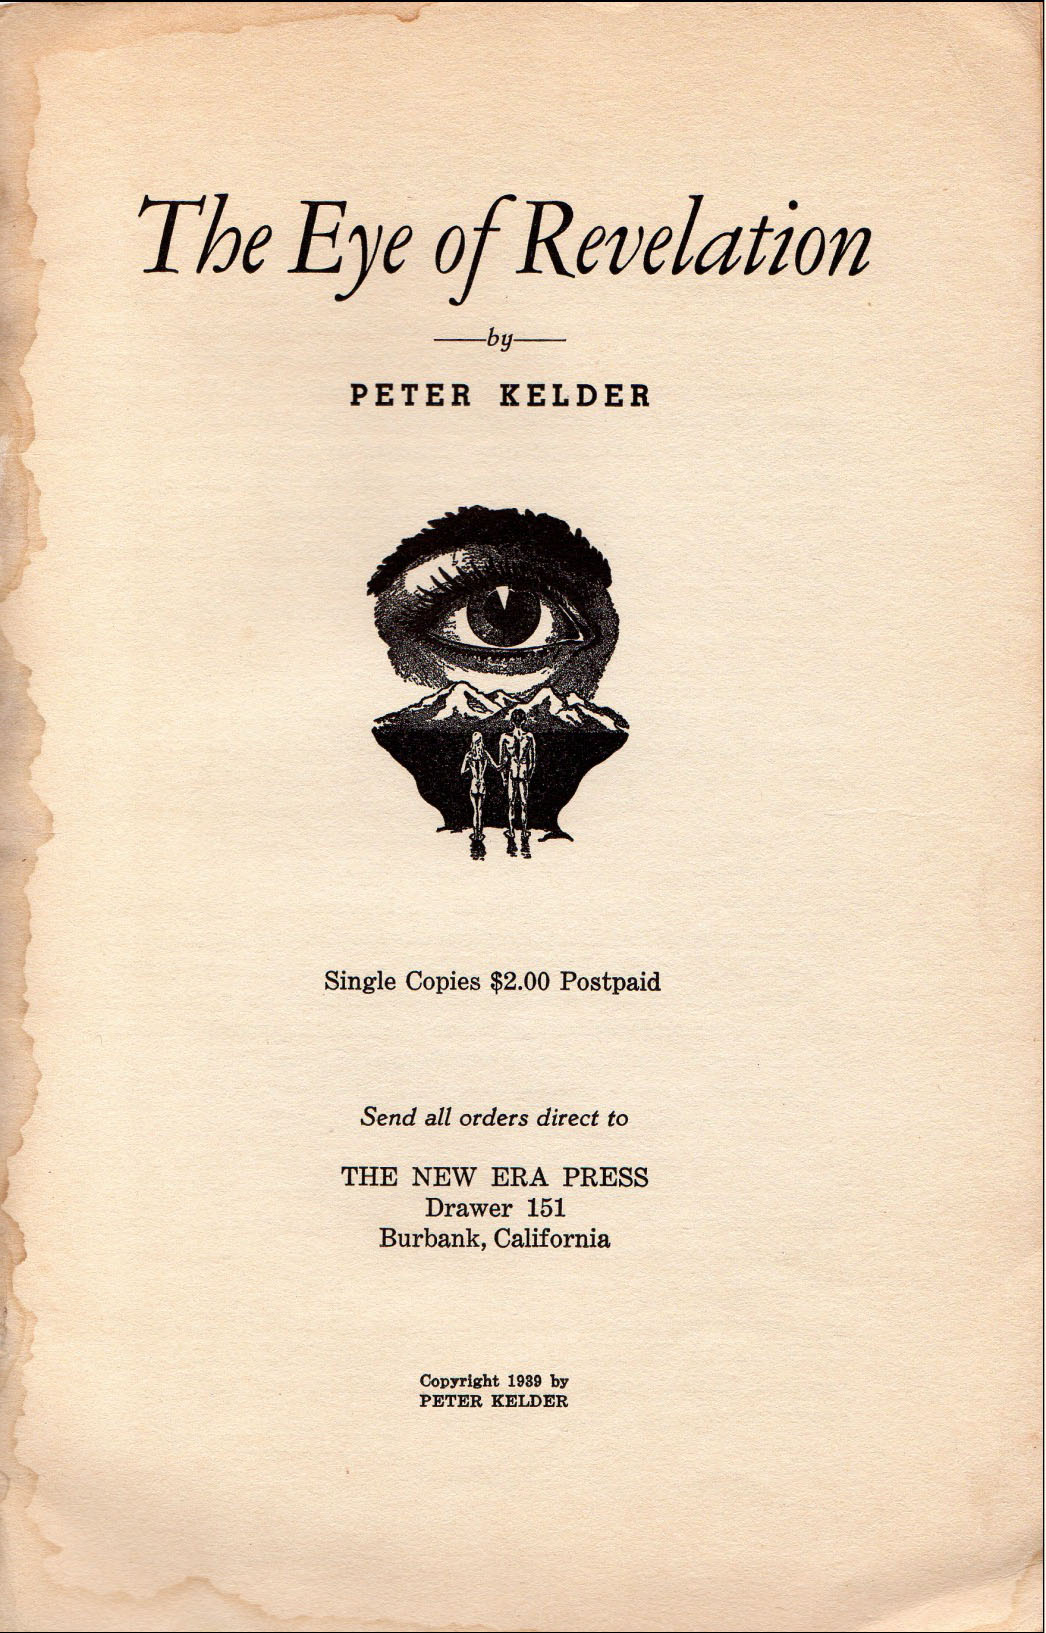 The Eye of Revelation
—by—
PETER KELDER
Single Copies $2.00 Postpaid
Send all orders direct to
THE NEW ERA PRESS
Drawer 151
Burbank, California
Copyright 1939 by
PETER KELDER